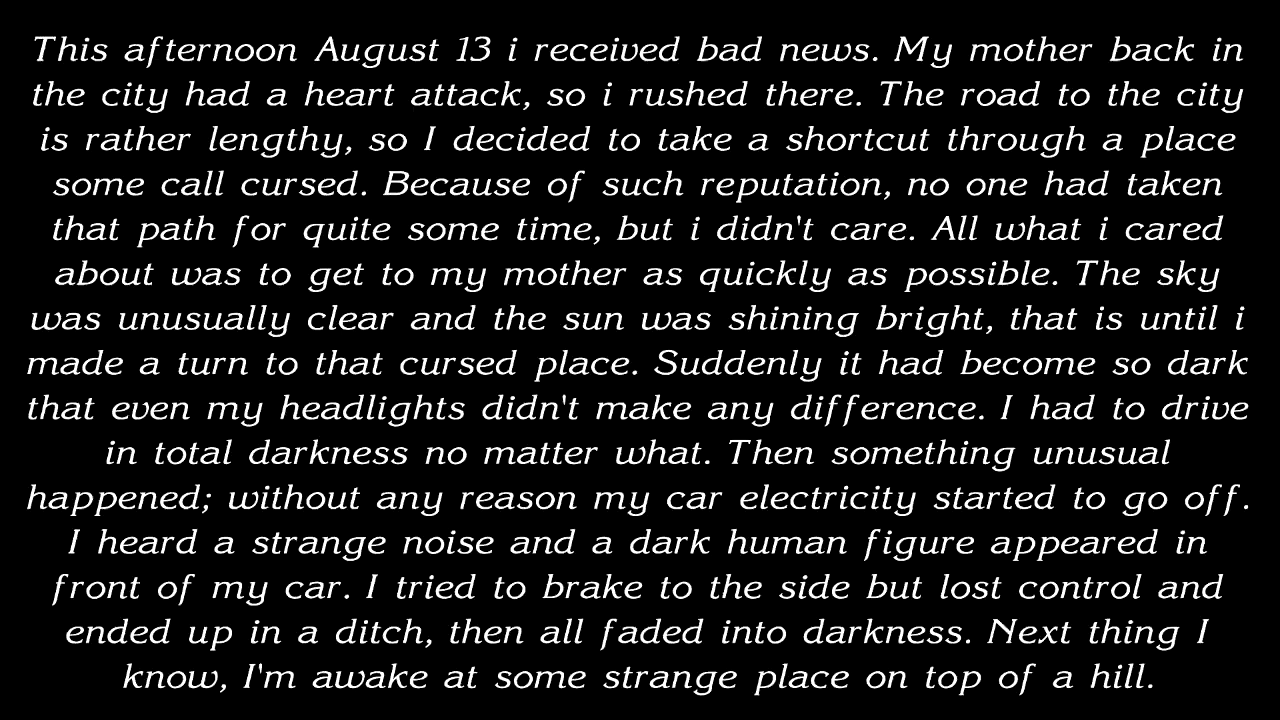 This afternoon August 13 i received bad news. My mother back in
the city had a heart attack, so i rushed there. The road to the city
is rather lengthy, so I decided to take a shortcut through a place
some call cursed. Because of such reputation, no one had taken
that path for quite some time, but i didn't care. All what i cared
about was to get to my mother as quickly as possible. The sky
was unusually clear and the sun was shining bright, that is until i
made a turn to that cursed place. Suddenly it had become so dark
that even my headlights didn't make any difference. I had to drive
in total darkness no matter what. Then something unusual
happened; without any reason my car electricity started to go off.
I heard a strange noise and a dark human figure appeared in
front of my car. I tried to brake to the side but lost control and
ended up in a ditch, then all faded into darkness. Next thing I
know, I'm awake at some strange place on top of a hill.